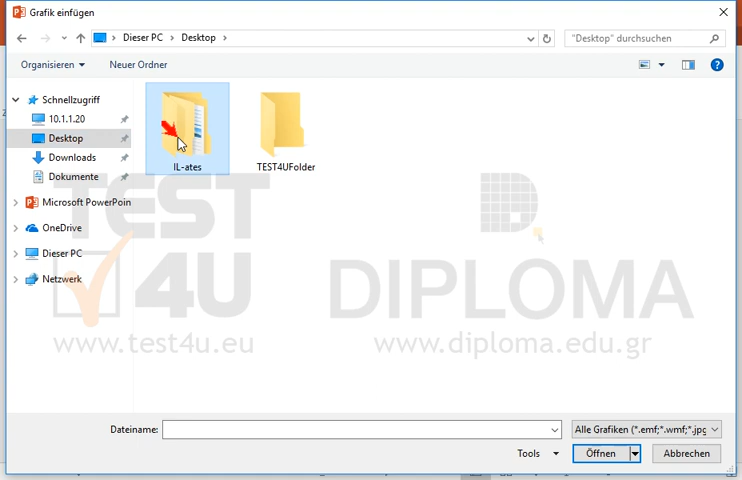 Grafik einfügen
Dieser PC > Desktop >
"Desktop" durchsuchen
Organisieren
Neuer Ordner
Schnellzugriff
10.1.1.20
Desktop
Downloads
Dokumente
Microsoft PowerPoin
OneDrive
Dieser PC
Netzwerk
IL-ates
TEST4UFolder
TEST
4U
www.test4u.eu
D
DIPLOMA
www.diploma.edu.gr
Dateiname:
Alle Grafiken (*.emf;*.wmf;*.jpg
Tools
Öffnen
Abbrechen